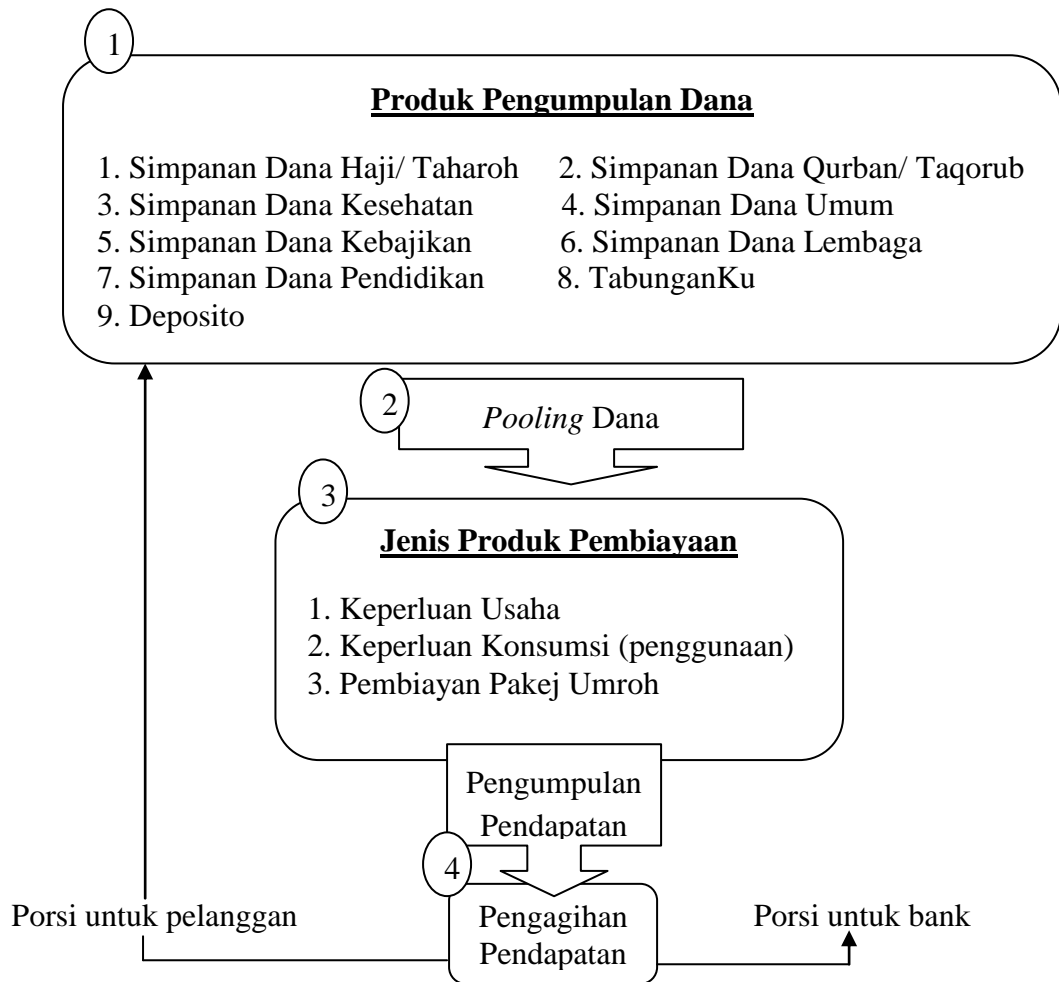 1
Produk Pengumpulan Dana
1. Simpanan Dana Haji/ Taharoh 2. Simpanan Dana Qurban/ Taqorub
3. Simpanan Dana Kesehatan 4. Simpanan Dana Umum
5. Simpanan Dana Kebajikan 6. Simpanan Dana Lembaga
7. Simpanan Dana Pendidikan 8. TabunganKu
9. Deposito
2
Pooling Dana
3
Jenis Produk Pembiayaan
1. Keperluan Usaha
2. Keperluan Konsumsi (penggunaan)
3. Pembiayan Pakej Umroh
Pengumpulan
Pendapatan
4
Porsi untuk pelanggan
Pengagihan
Pendapatan
Porsi untuk bank